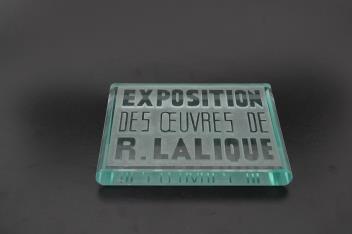 EXPOSITION
DES ŒUVRES DE
R. LALIQUE